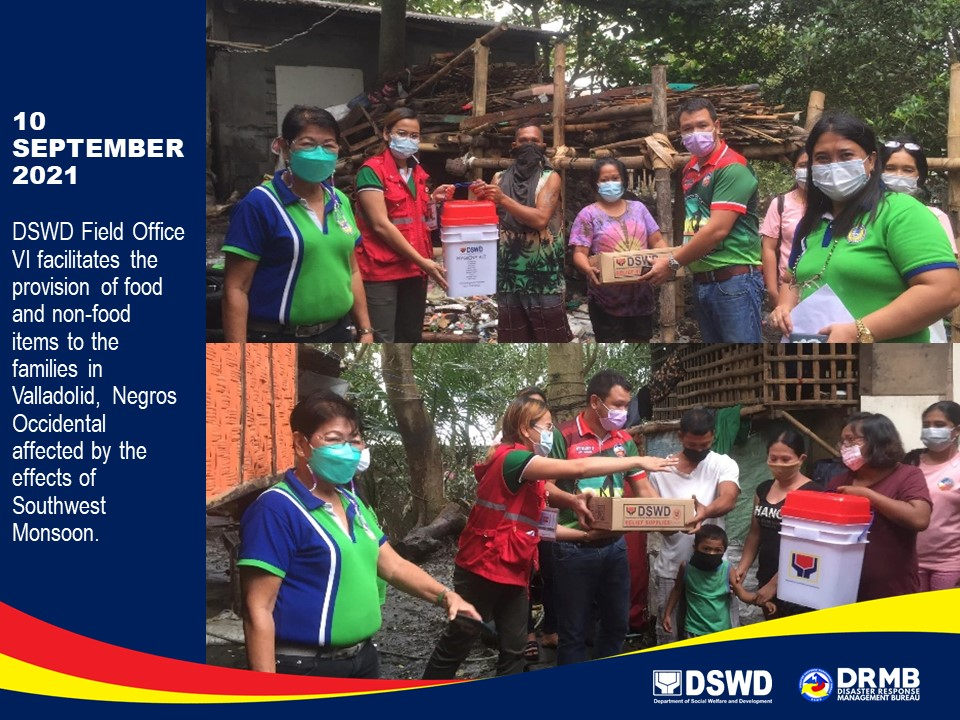 10
SEPTEMBER
2021
DSWD Field Office
VI facilitates the
provision of food
and non-food
items to the
families in
Valladolid, Negros
Occidental
affected by the
effects of
Southwest
Monsoon.
DSWD
DSWD
DSWD
RELIEF SUPPLIES
HANG
DSWD
Department of Social Welfare and Development
DRMB
DISASTER RESPONSE
MANAGEMENT BUREAU